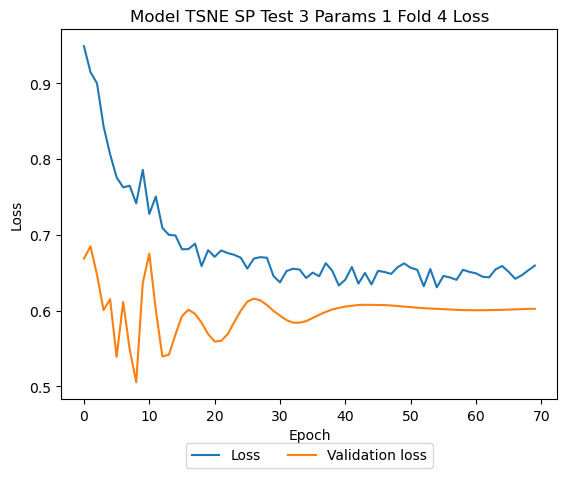 Model TSNE SP Test 3 Params 1 Fold 4 Loss
Loss
0.9
0.8
0.7
0.6
0.5
0 10 20 30 40 50 60 70
Epoch
Loss Validation loss